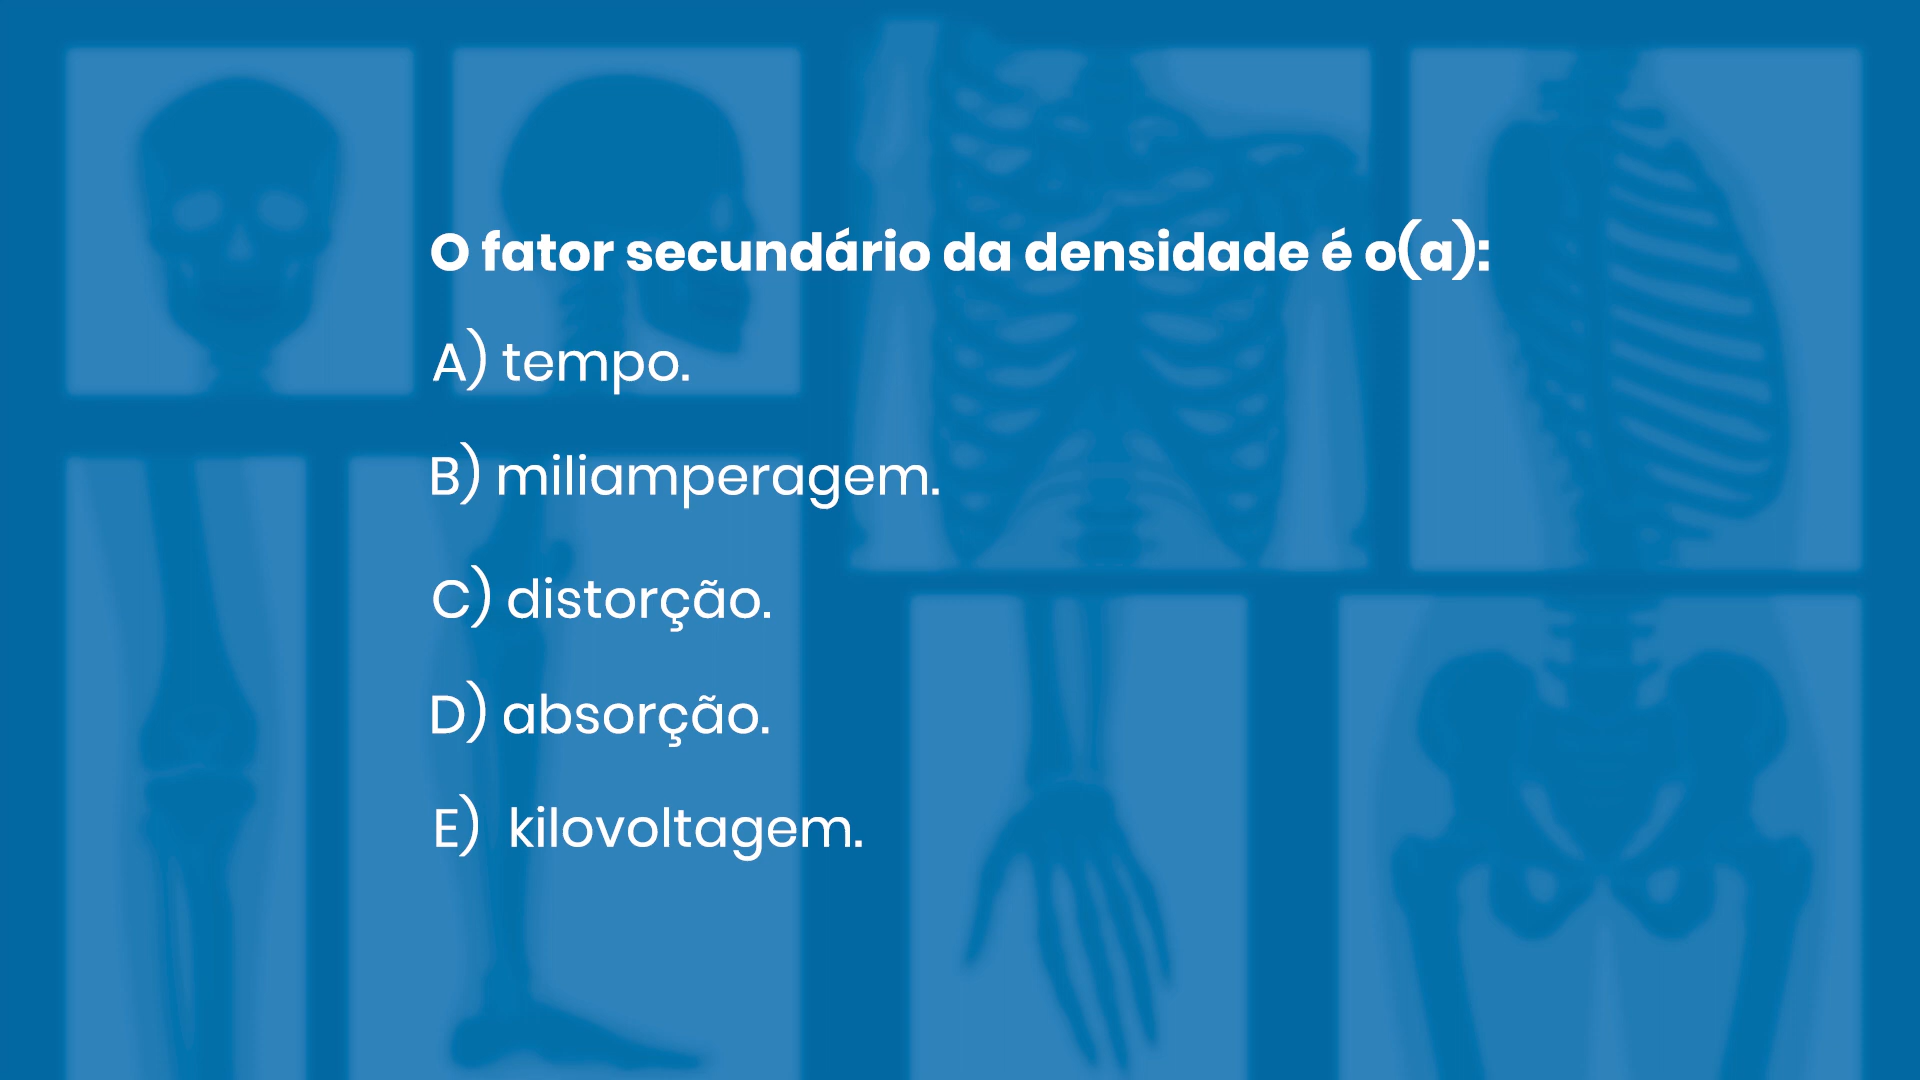 O fator secundário da densidade é o(a):
A) tempo.
B) miliamperagem.
C) distorção.
D) absorção.
E) kilovoltagem.